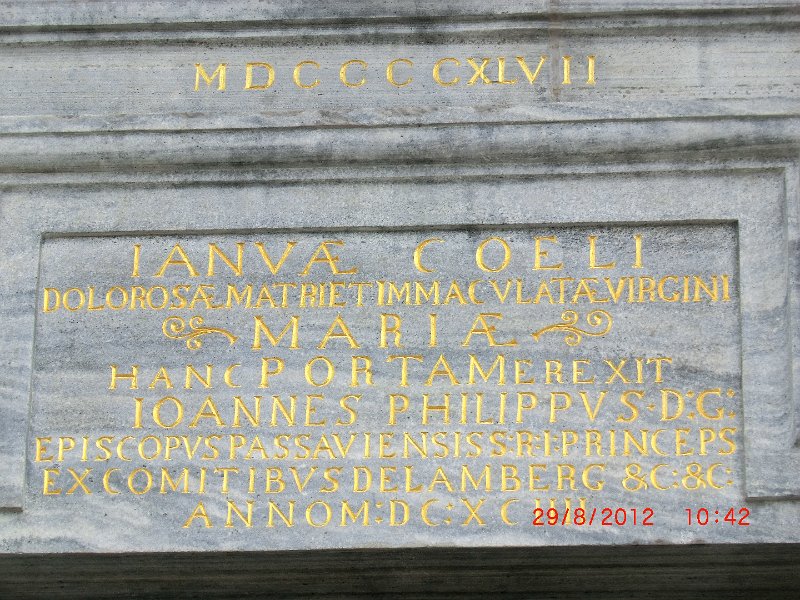 MDCCCCXLVII
IANVÆ COELI
DOLOROSÆ MATRI ET IMMACVLATÆ VIRGINI
MARIÆ
HANC PORTAM EREXIT
IOANNES PHILIPPVS·D:G:
EPISCOPVS PASSAVIENSIS S:R:I:PRINCEPS
EX COMITIBVS DE LAMBERG &C:&C:
ANNO M:DC:XCIIII
29/8/2012 10:42